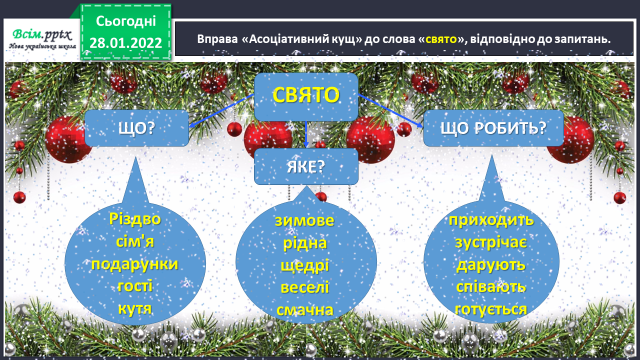 Всім.pptx
Нова українська школа
Сьогодні
28.01.2022
Вправа «Асоціативний кущ» до слова «свято», відповідно до запитань.
СВЯТО
ЩО?
ЯКЕ?
ЩО РОБИТЬ?
Різдво
сім'я
подарунки
гості
кутя
зимове
рідна
щедрі
веселі
смачна
приходить
зустрічає
дарують
співають
готується